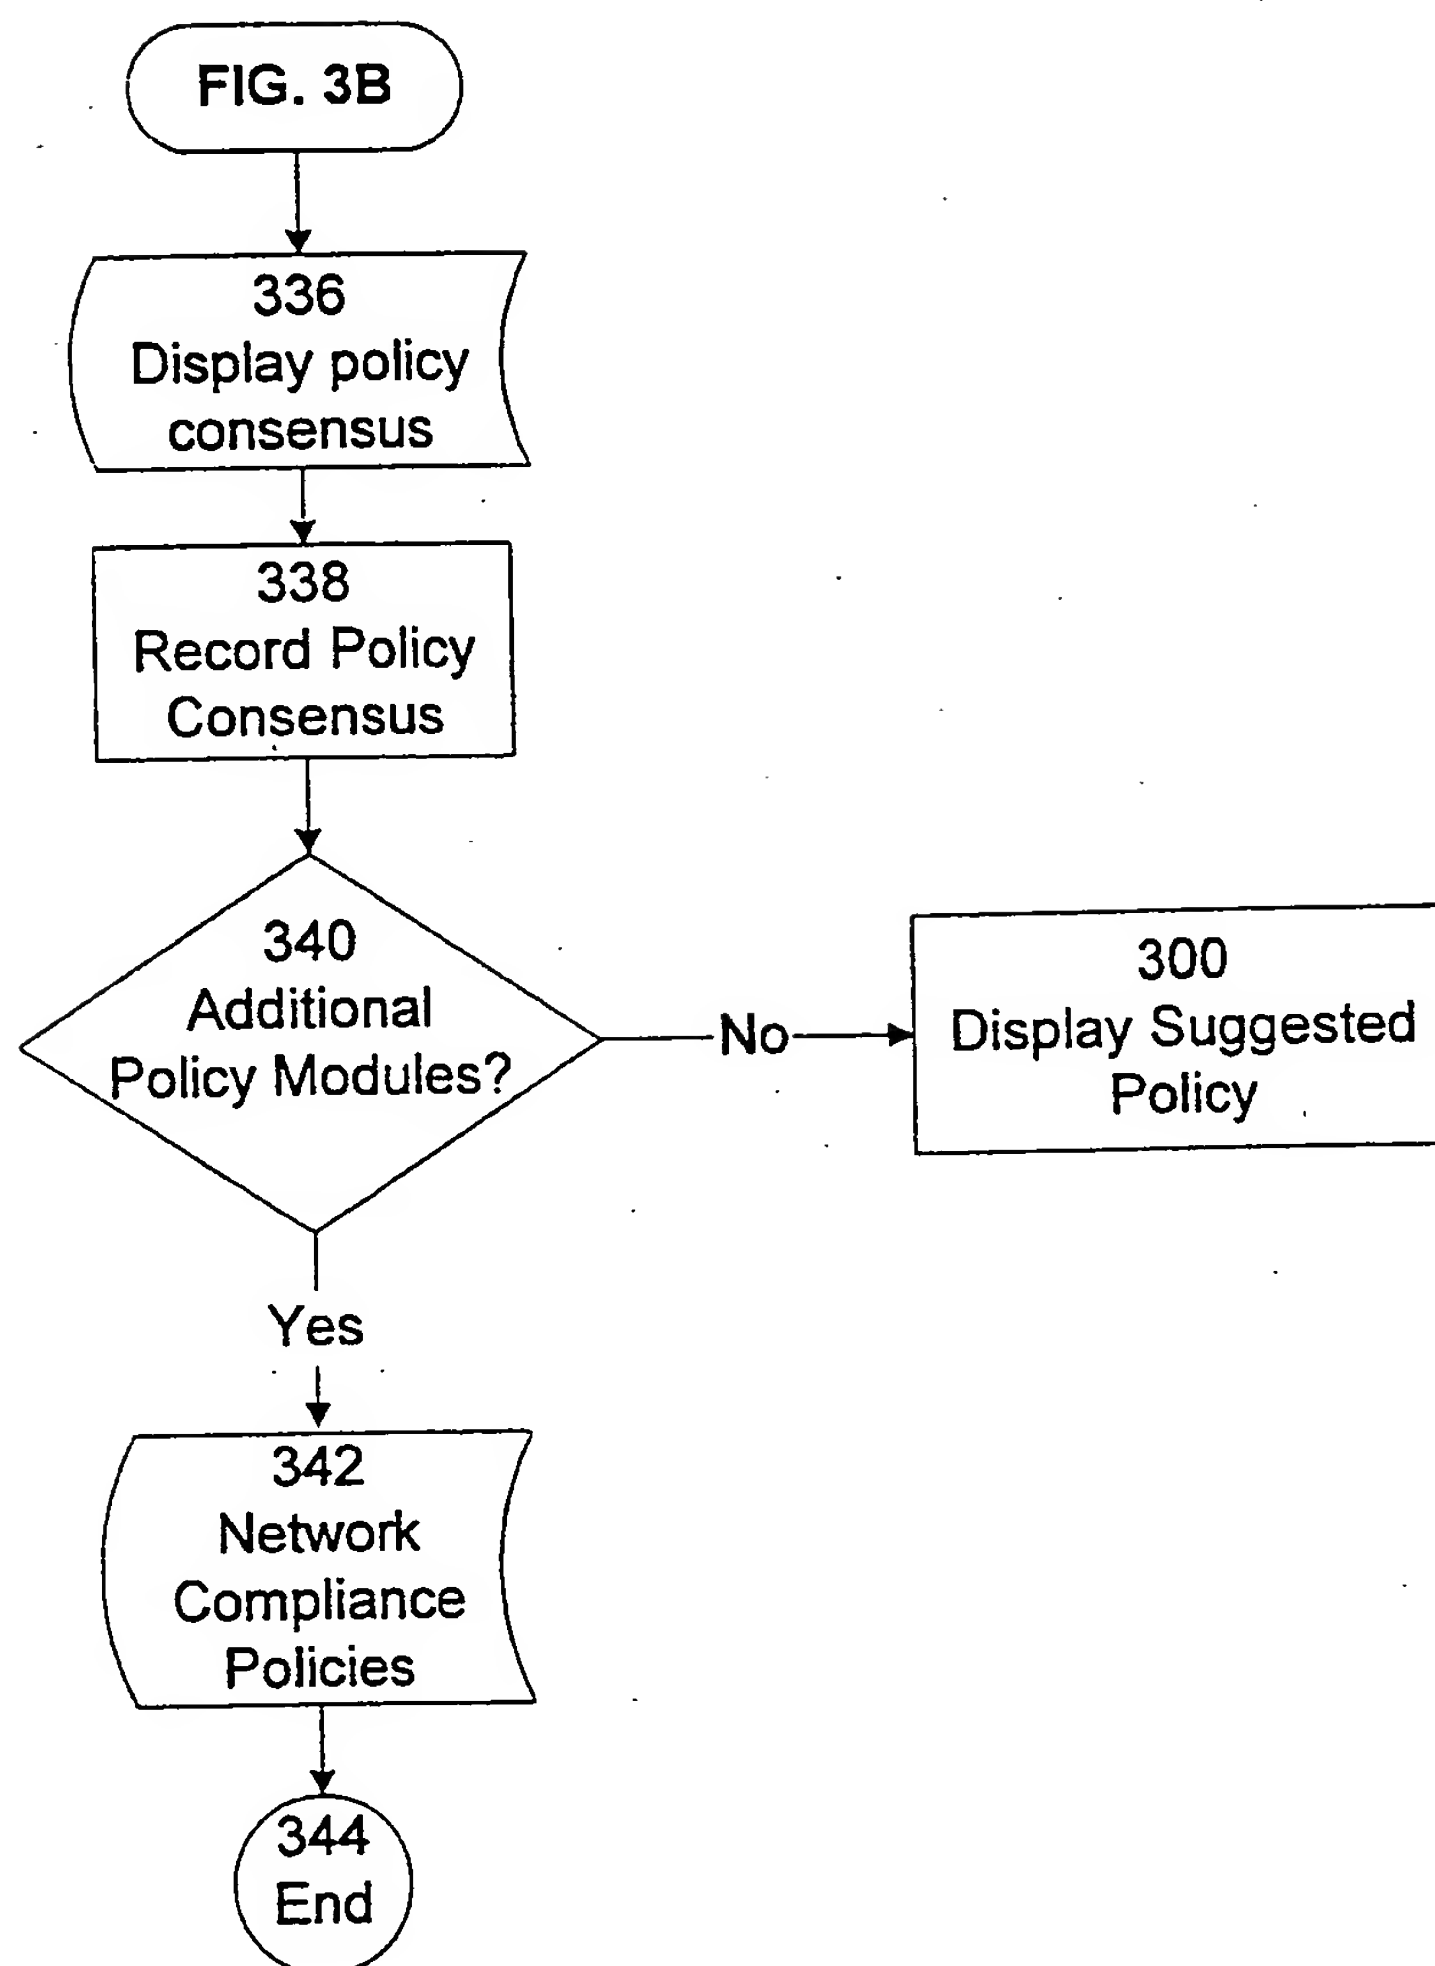 FIG. 3B
336
Display policy
consensus
338
Record Policy
Consensus
340
Additional
Policy Modules?
No
300
Display Suggested
Policy
Yes
342
Network
Compliance
Policies
344
End